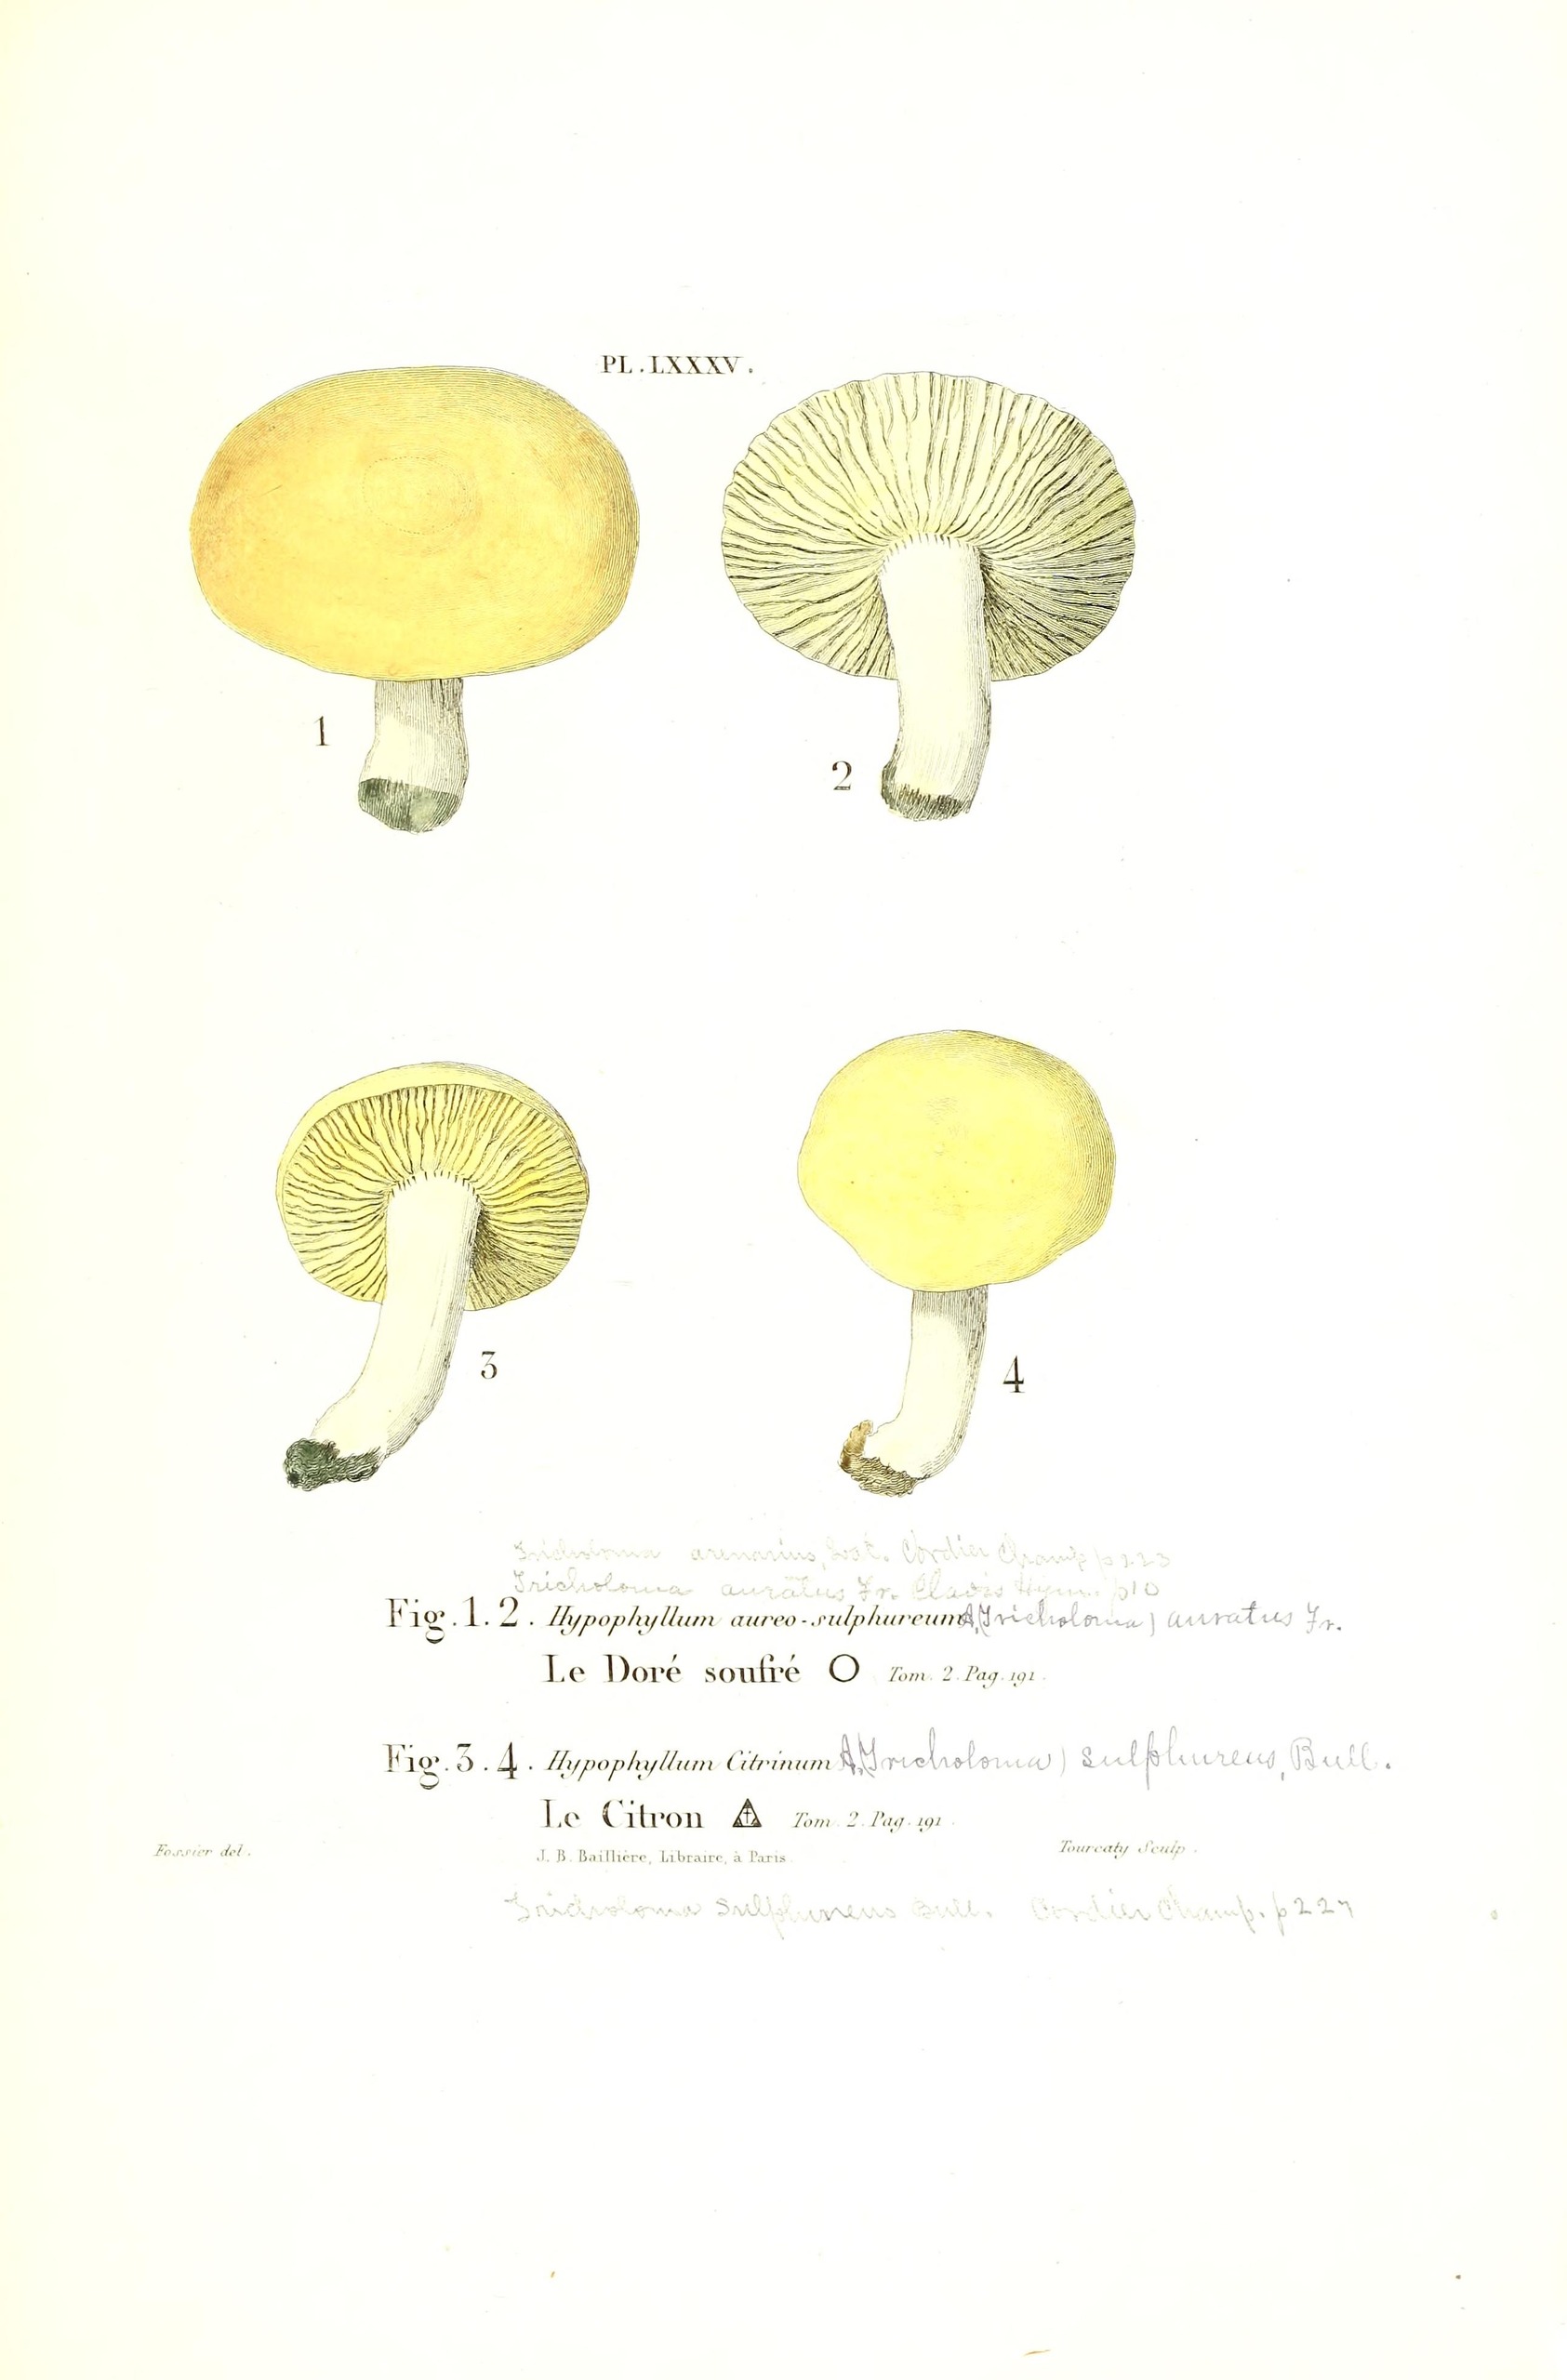 PL. LXXXV.
1
2
3
4
Tricholoma arenarius, Cordier Champ p 223
Tricholoma auratus Fr. Clavis Hym. p10
Fig. 1. 2. Hypophyllum aureo-sulphureum A. (Tricholoma) auratus Fr.
Le Doré soufré O Tom. 2. Pag. 191.
Fig. 3. 4. Hypophyllum Citrinum A. (Tricholoma) sulphureus, Bull.
Le Citron Tom. 2. Pag. 191.
Fossier del.
J. B. Baillière, Libraire, à Paris.
Tourcaty Sculp.
Tricholoma sulphureus Bull. Cordier Champ. p 227